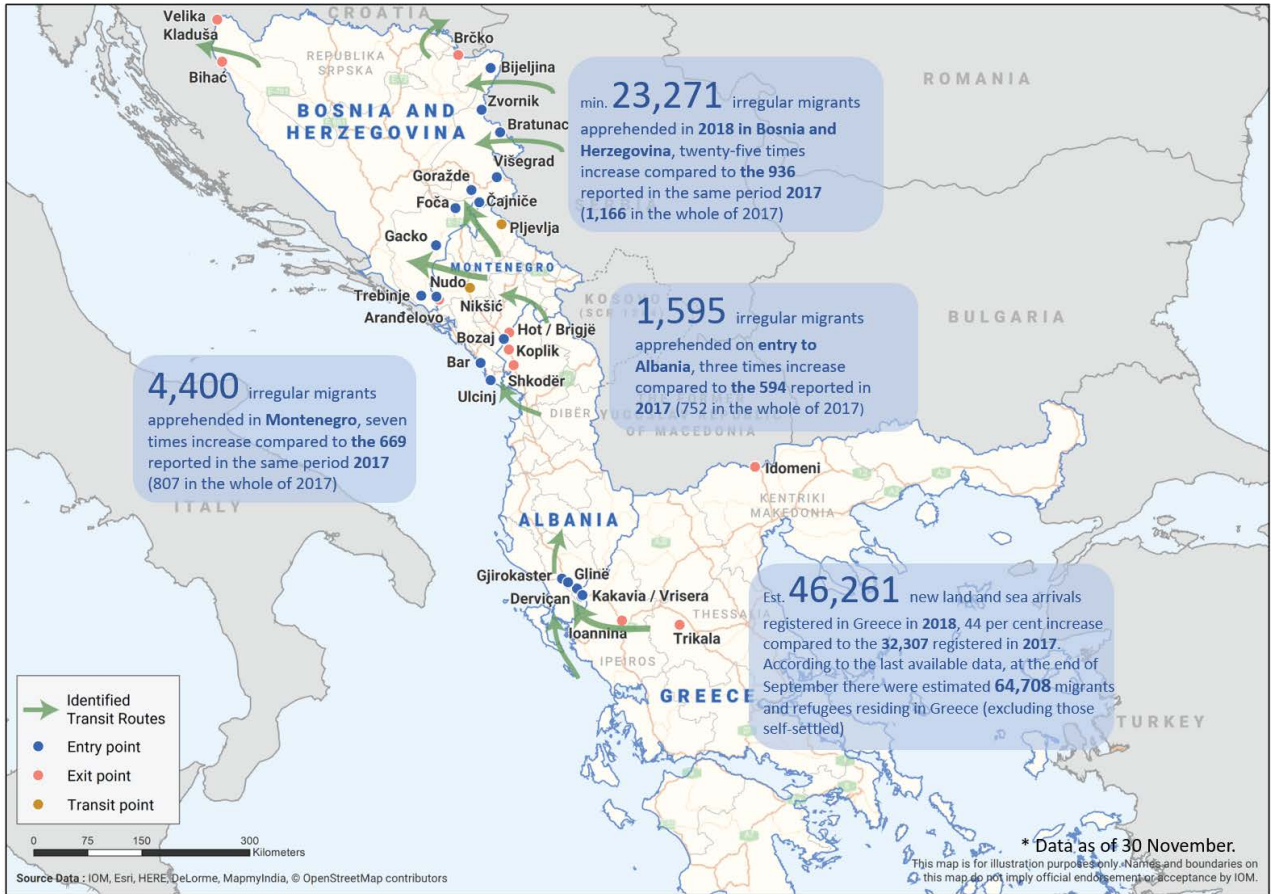 CROATIA
Velika
Kladuša
Bihać
REPUBLIKA
SRPSKA
Brčko
Bijeljina
Zvornik
Bratunac
Višegrad
BOSNIA AND
HERZEGOVINA
Goražde
Foča
Čajniče
Pljevlja
Gacko
MONTENEGRO
Nudo
Trebinje
Nikšić
Aranđelovo
Hot / Brigjë
Bozaj
Koplik
Bar
Shkodër
Ulcinj
ROMANIA
SERBIA
min. 23,271 irregular migrants
apprehended in 2018 in Bosnia and
Herzegovina, twenty-five times
increase compared to the 936
reported in the same period 2017
(1,166 in the whole of 2017)
KOSOVO
BULGARIA
1,595 irregular migrants
apprehended on entry to
Albania, three times increase
compared to the 594 reported in
2017 (752 in the whole of 2017)
DIBËR
THE FORMER
YUGOSLAV REPUBLIC
OF MACEDONIA
4,400 irregular migrants
apprehended in Montenegro, seven
times increase compared to the 669
reported in the same period 2017
(807 in the whole of 2017)
ITALY
Idomeni
KENTRIKI
MAKEDONIA
ALBANIA
Gjirokaster
Glinë
Derviçan
Kakavia / Vrisera
Ioannina
Trikala
THESSALIA
IPEIROS
GREECE
TURKEY
Est. 46,261 new land and sea arrivals
registered in Greece in 2018, 44 per cent increase
compared to the 32,307 registered in 2017.
According to the last available data, at the end of
September there were estimated 64,708 migrants
and refugees residing in Greece (excluding those
self-settled)
Identified
Transit Routes
Entry point
Exit point
Transit point
0 75 150 300
Kilometers
Source Data : IOM, Esri, HERE, DeLorme, MapmyIndia, © OpenStreetMap contributors
* Data as of 30 November.
This map is for illustration purposes only. Names and boundaries on
this map do not imply official endorsement or acceptance by IOM.